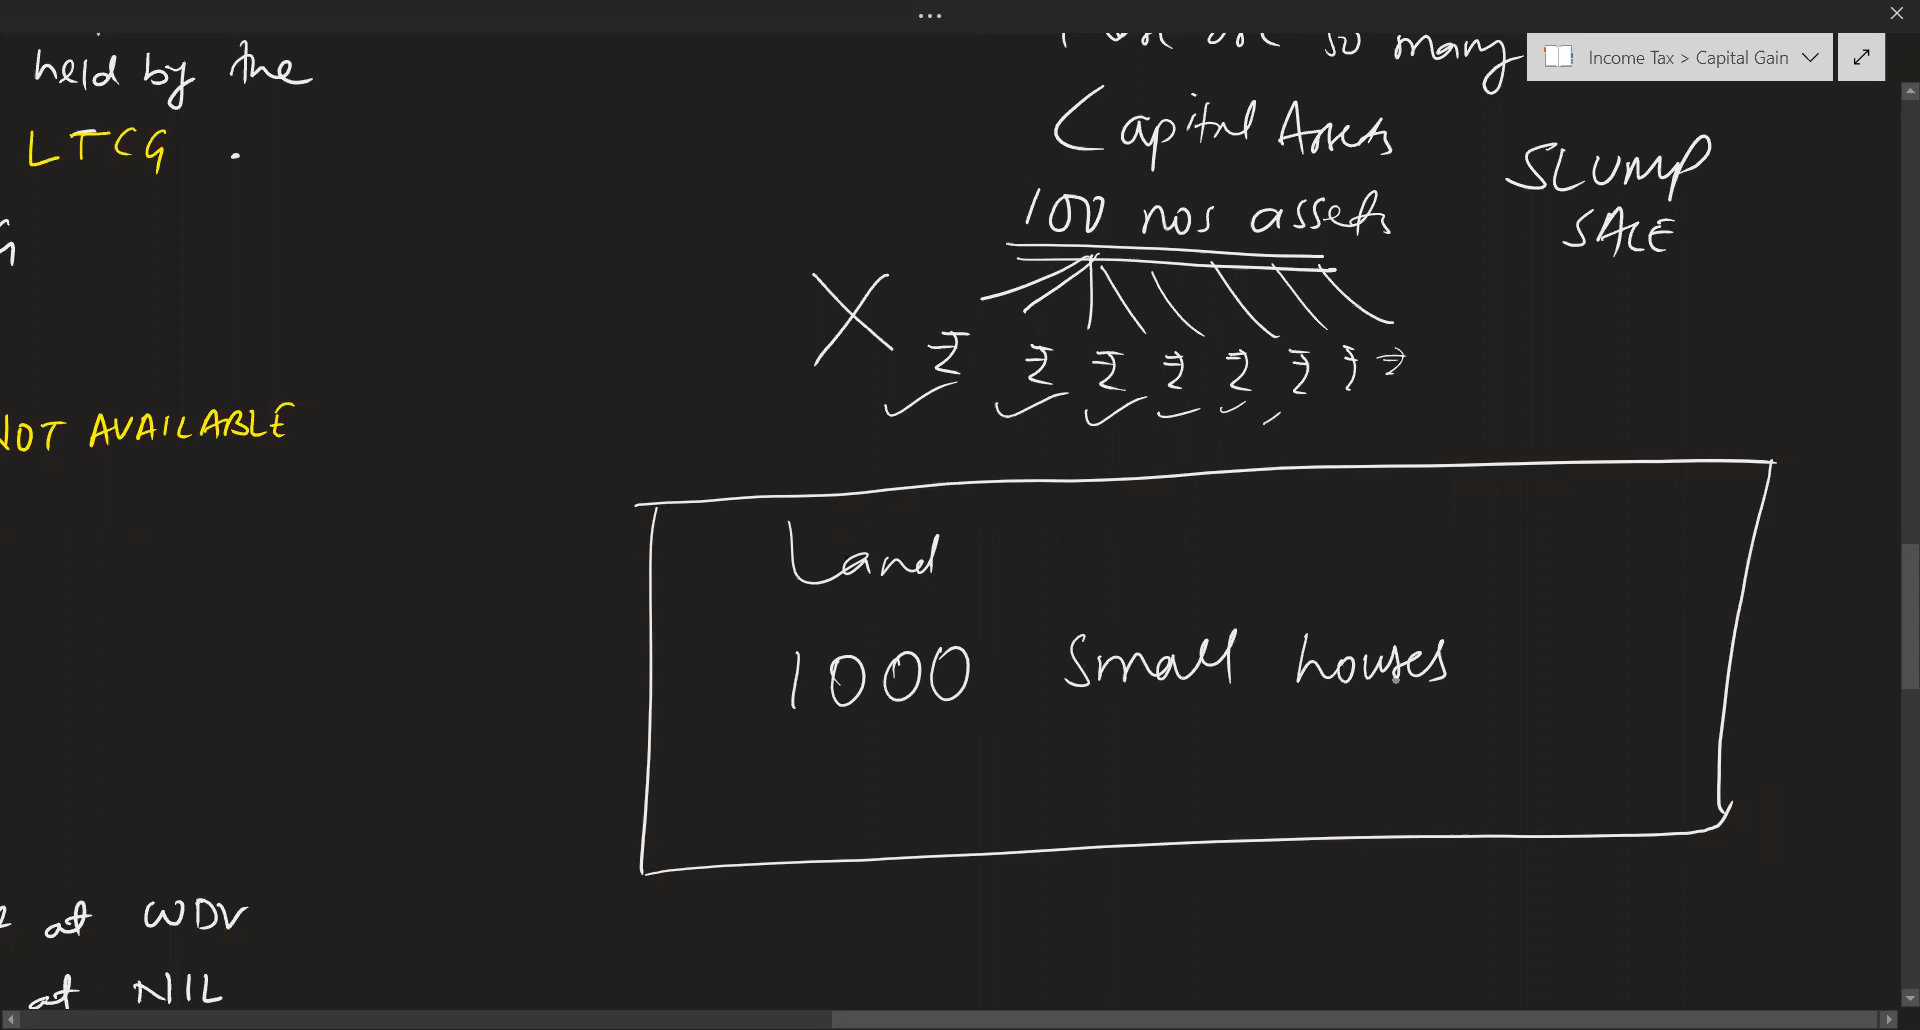 ...
Income Tax > Capital Gain
held by the
LTCG .
NOT AVAILABLE
at WDV
at NIL
so many
Capital Assets
100 nos assets
X ₹ ₹ ₹ ₹ ₹ ₹ ₹
SLUMP
SALE
Land
1000 small houses